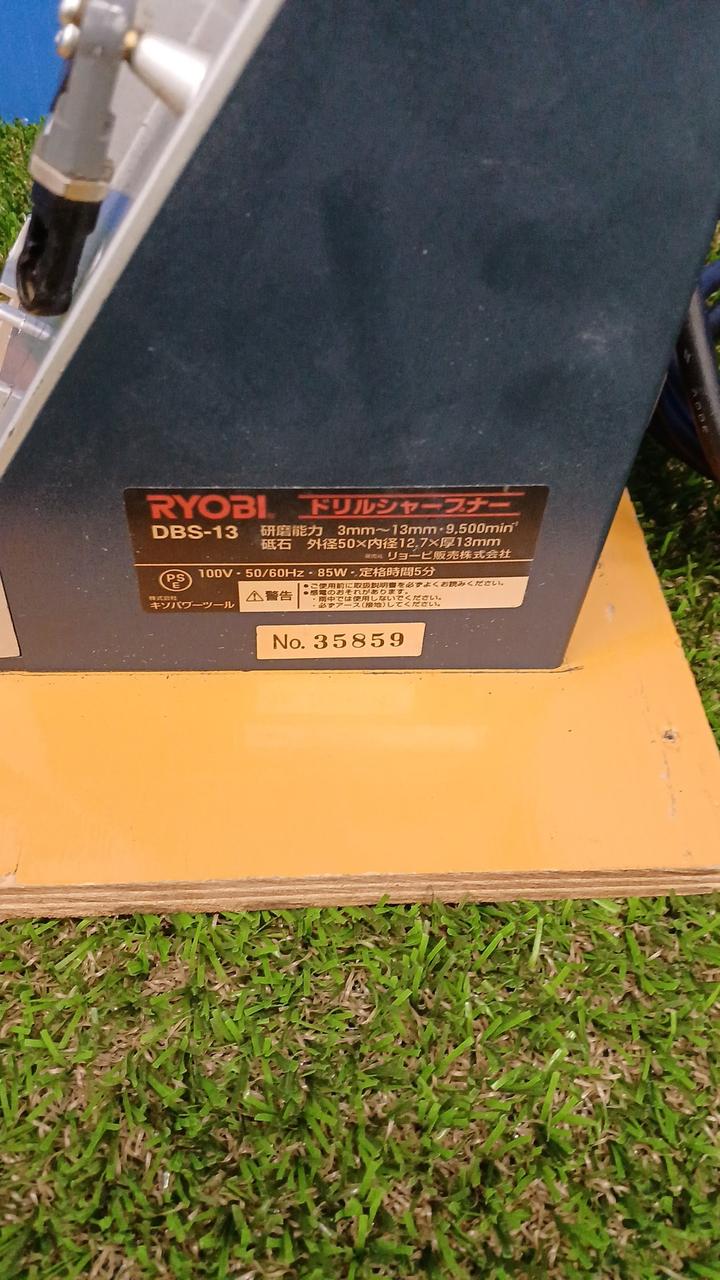 RYOBI® ドリルシャープナー
DBS-13 研磨能力 3mm〜13mm・9,500min⁻¹
砥石 外径50×内径12.7×厚13mm
発売元 リョービ販売株式会社
PSE 100V・50/60Hz・85W・定格時間5分
株式会社
キソパワーツール
⚠警告
•ご使用前に取扱説明書を必ずよくお読みください。
•感電のおそれがあります。
・雨中では使用しないでください。
・必ずアース(接地)してください。
No. 35859